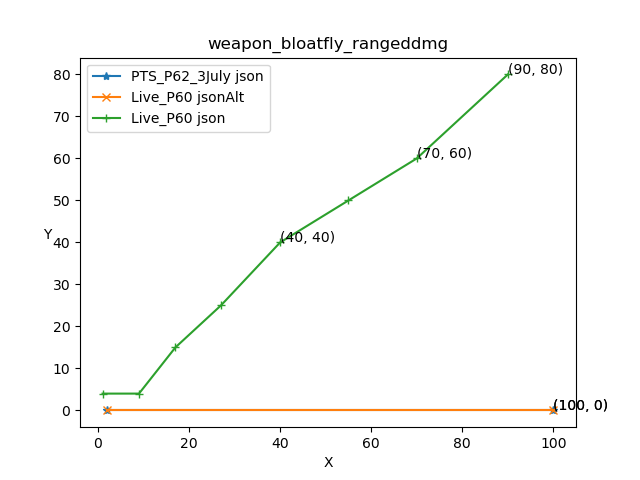 weapon_bloatfly_rangeddmg
PTS_P62_3July json
Live_P60 jsonAlt
Live_P60 json
(90, 80)
(70, 60)
(40, 40)
(100, 0)
Y
80
70
60
50
40
30
20
10
0
0 20 40 60 80 100
X